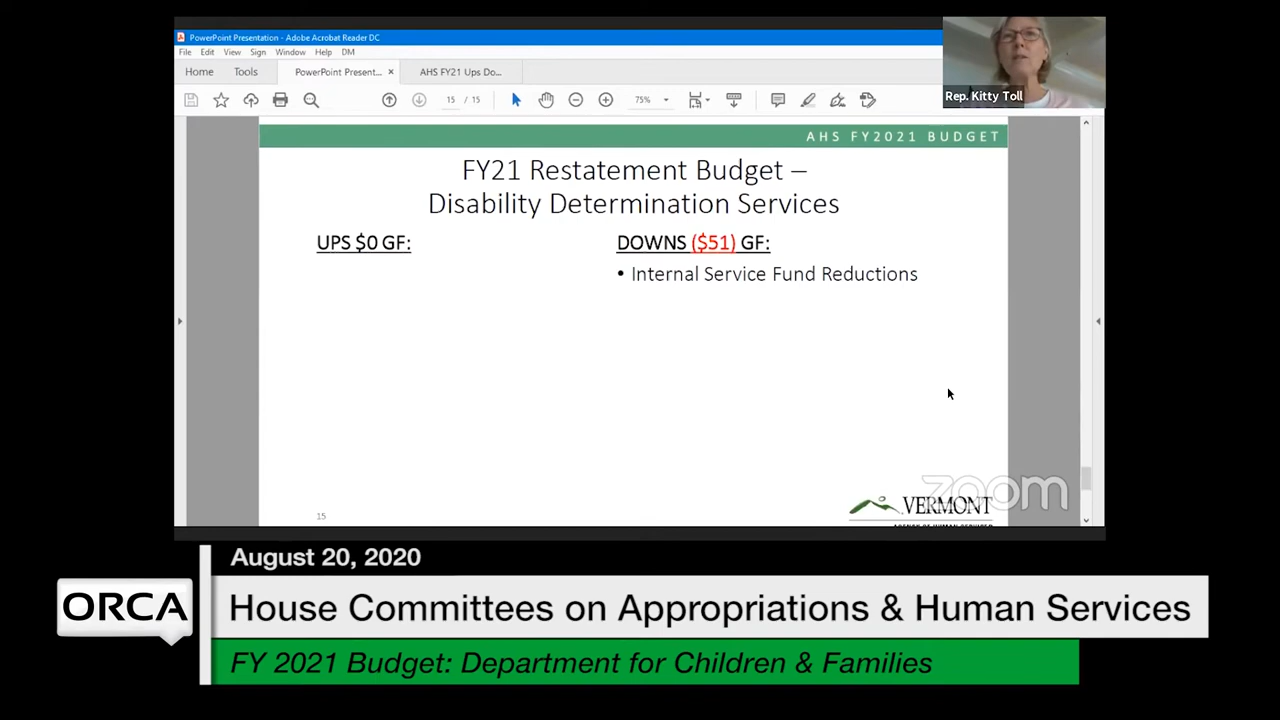 PowerPoint Presentation - Adobe Acrobat Reader DC
File Edit View Sign Window Help DM
Home Tools PowerPoint Present... × AHS FY21 Ups Do...
15 / 15 75%
Rep. Kitty Toll
AHS FY2021 BUDGET
FY21 Restatement Budget –
Disability Determination Services
UPS $0 GF:
DOWNS ($51) GF:
• Internal Service Fund Reductions
zoom
VERMONT
15
August 20, 2020
ORCA
House Committees on Appropriations & Human Services
FY 2021 Budget: Department for Children & Families